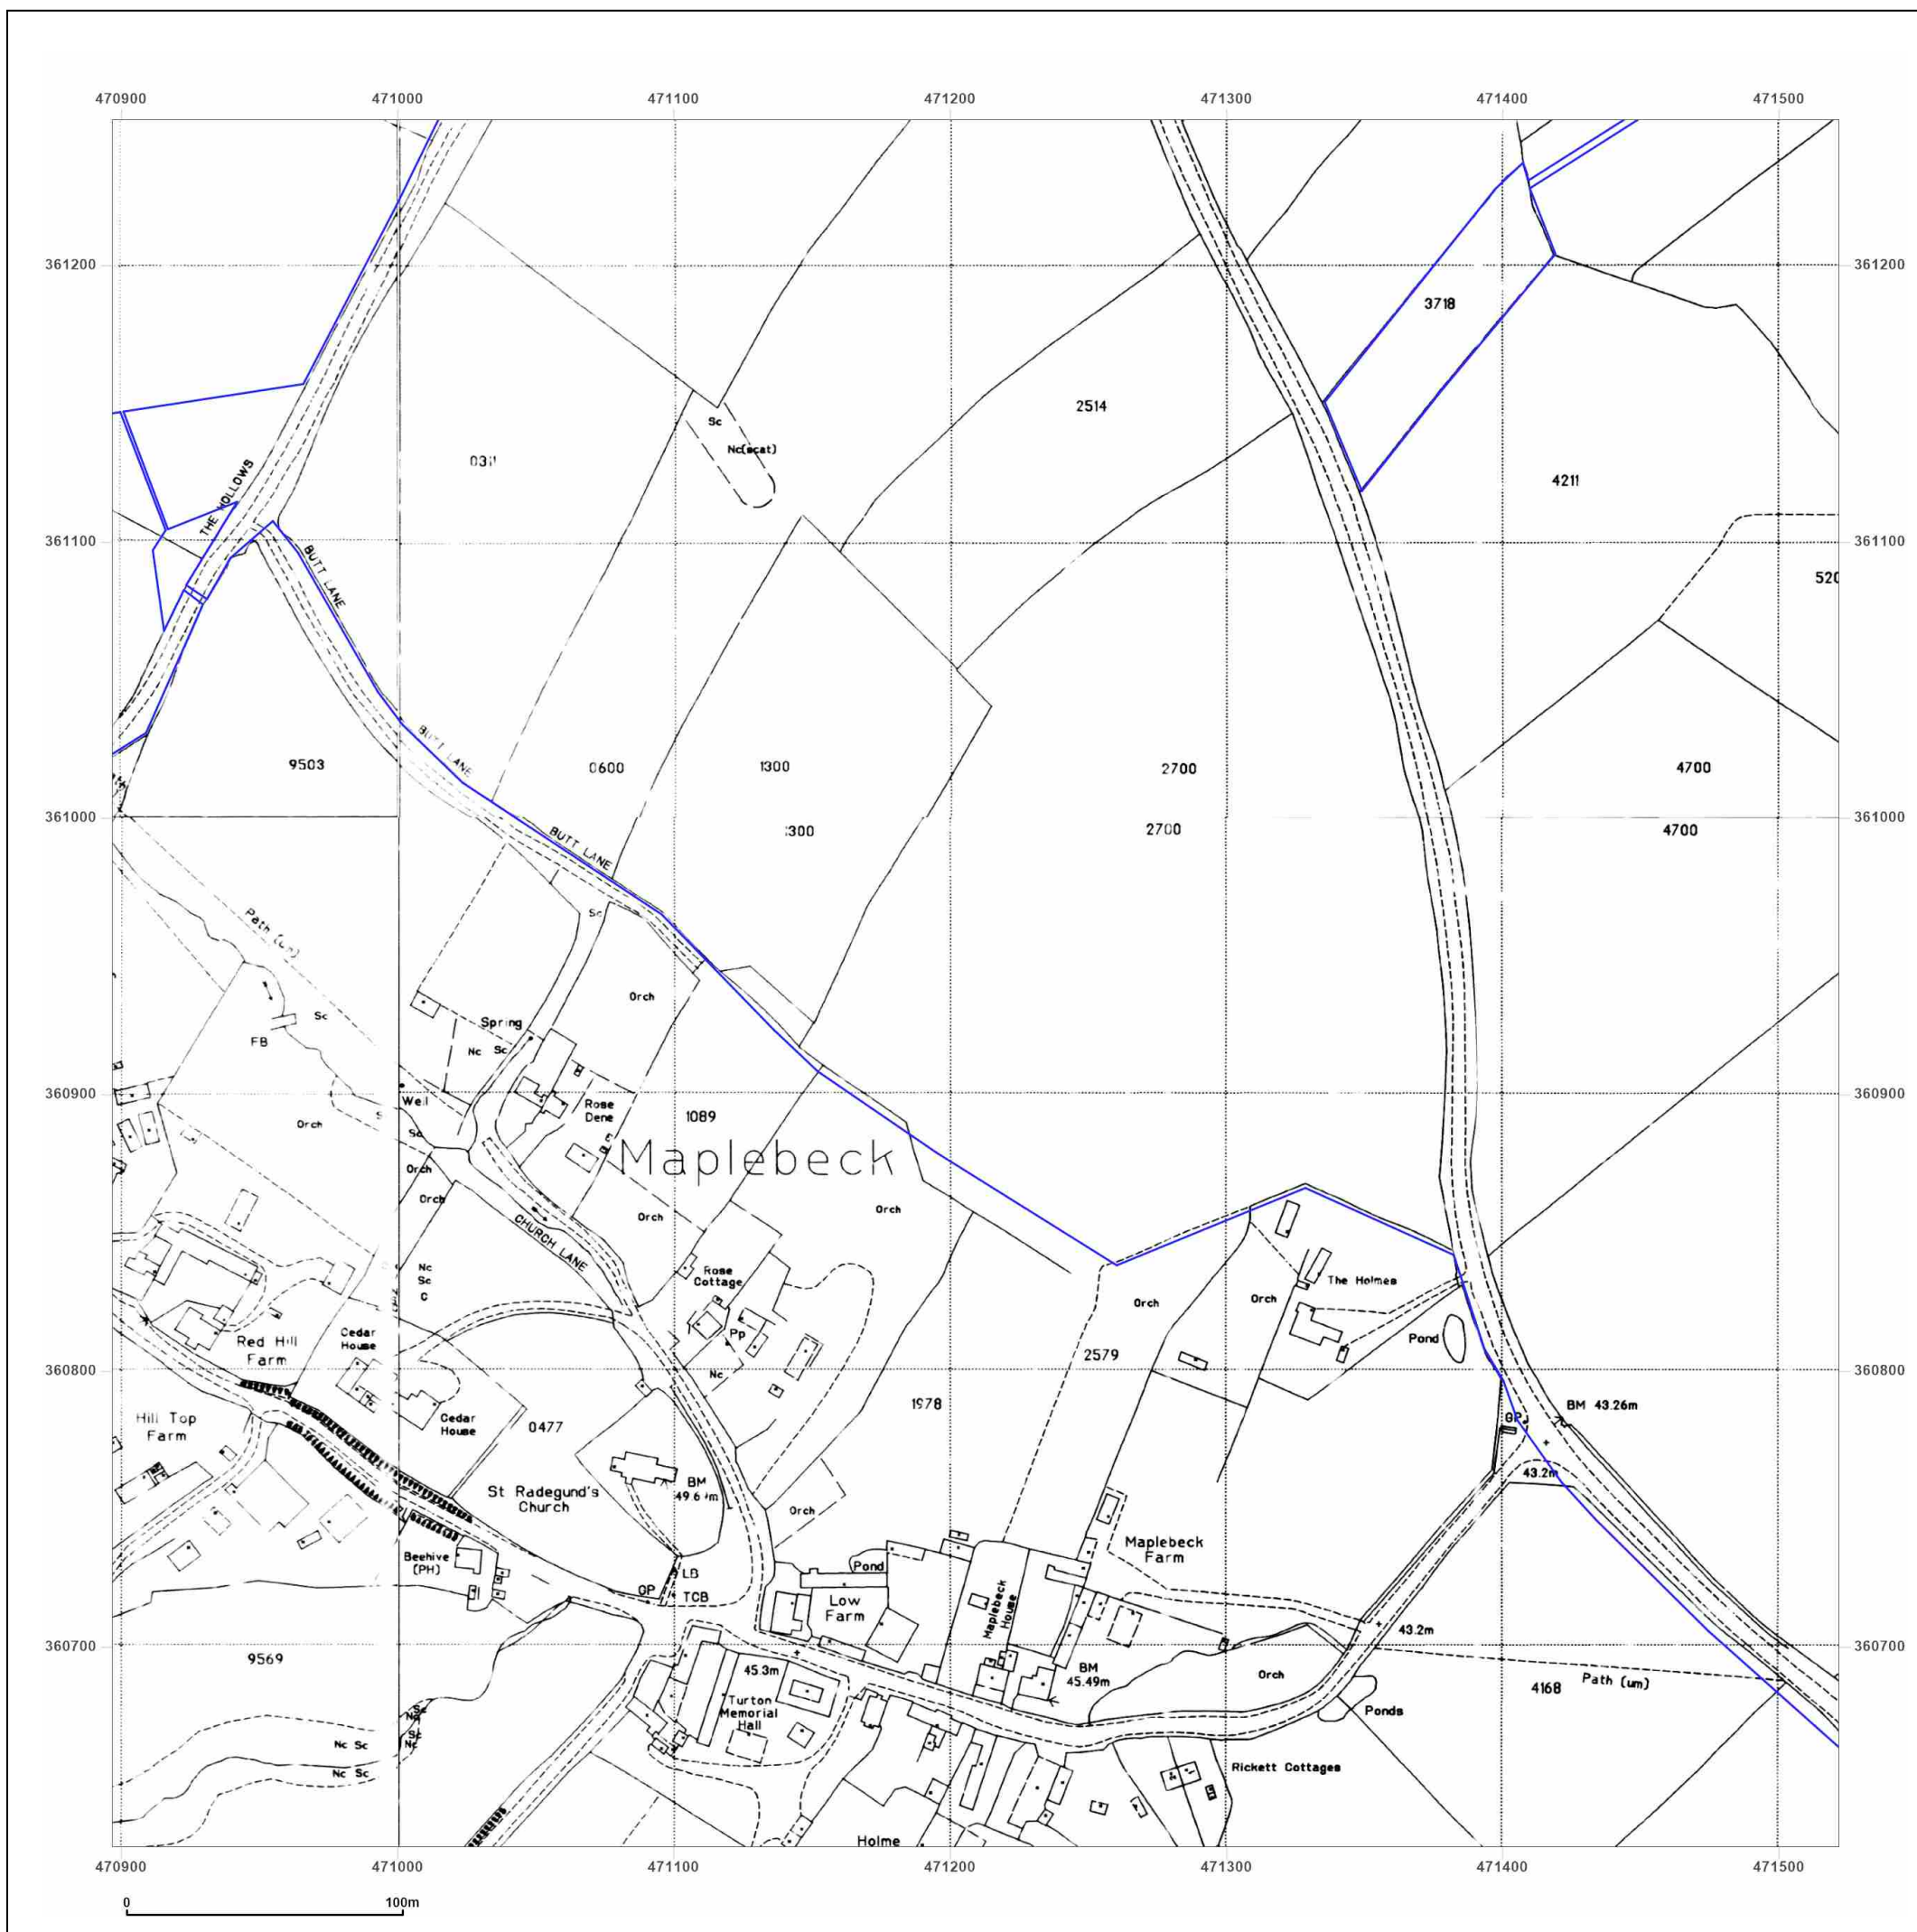 470900 471000 471100 471200 471300 471400 471500
361200 361200
3718
2514
Sc
Nc(scat)
THE HOLLOWS
4211
361100 361100
BUTT LANE
520
BUTT LANE
9503
0600
1300
2700
4700
361000 361000
BUTT LANE
2700
4700
Path
Sc
Orch
Sc
Spring
FB
Nc Sc
360900 360900
Well
Rose
Dene
1089
Orch
Sc
Maplebeck
Orch
Orch
Orch
Orch
CHURCH LANE
Nc
Sc
Rose
Cottage
The Holmes
Orch
Orch
Cedar
House
Red Hill
Farm
Pp
Pond
2579
360800 360800
Nc
1978
BM 43.26m
Hill Top
Farm
Cedar
House
0477
GP
43.2m
BM
St Radegund's
Church
Orch
Maplebeck
Farm
Beehive
(PH)
Pond
LB
GP
TCB
Low
Farm
Maplebeck
House
43.2m
360700 360700
9569
45.3m
BM
45.49m
Orch
Path (um)
4168
Turton
Memorial
Hall
Ponds
Nc Sc
Nc Sc
Rickett Cottages
Holme
470900 471000 471100 471200 471300 471400 471500
0 100m